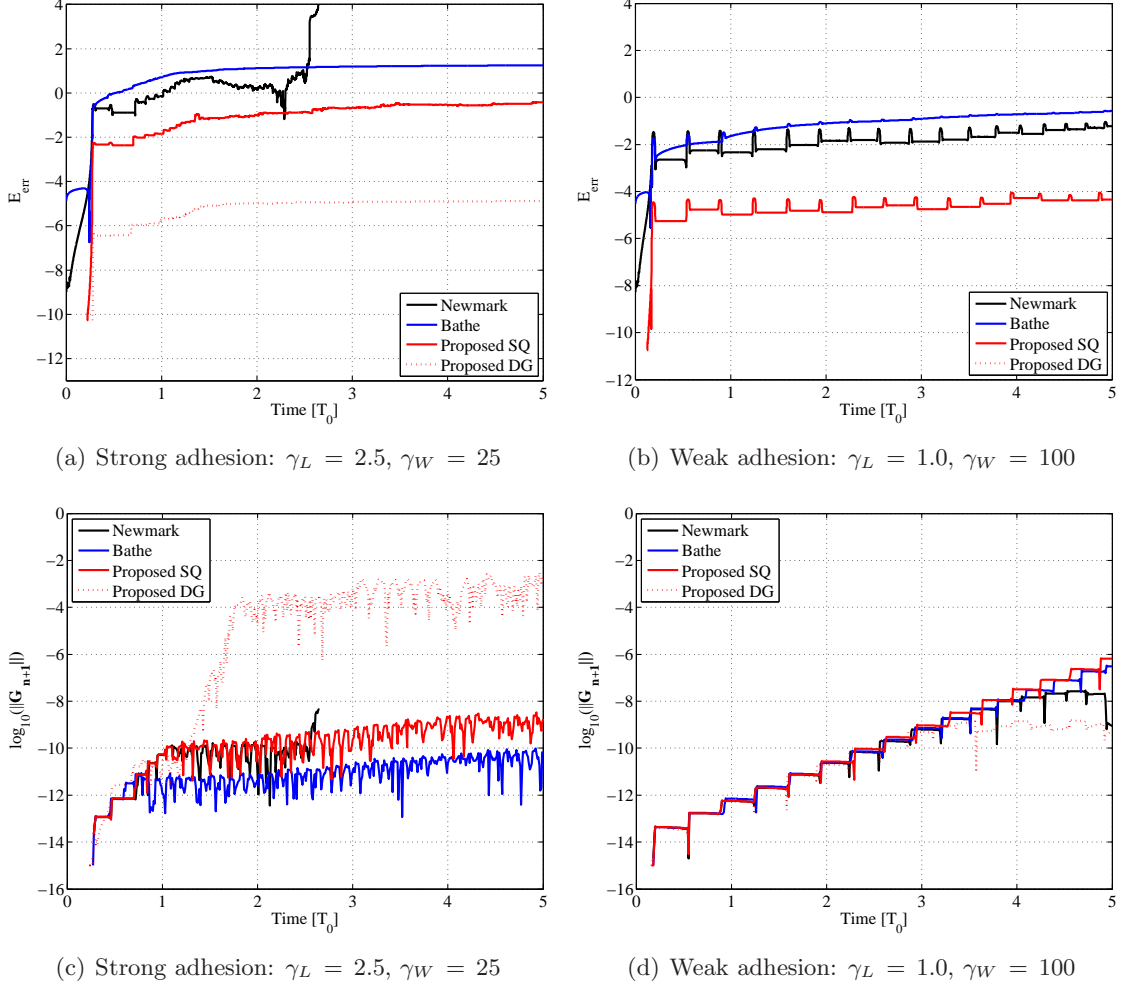 4
2
0
−2
−4
−6
−8
−10
−12
E_err
0 1 2 3 4 5
Time [T_0]
Newmark
Bathe
Proposed SQ
Proposed DG
(a) Strong adhesion: γ_L = 2.5, γ_W = 25
4
2
0
−2
−4
−6
−8
−10
−12
E_err
0 1 2 3 4 5
Time [T_0]
Newmark
Bathe
Proposed SQ
Proposed DG
(b) Weak adhesion: γ_L = 1.0, γ_W = 100
0
−2
−4
−6
−8
−10
−12
−14
−16
log_10(||G_n+1||)
0 1 2 3 4 5
Time [T_0]
Newmark
Bathe
Proposed SQ
Proposed DG
(c) Strong adhesion: γ_L = 2.5, γ_W = 25
0
−2
−4
−6
−8
−10
−12
−14
−16
log_10(||G_n+1||)
0 1 2 3 4 5
Time [T_0]
Newmark
Bathe
Proposed SQ
Proposed DG
(d) Weak adhesion: γ_L = 1.0, γ_W = 100